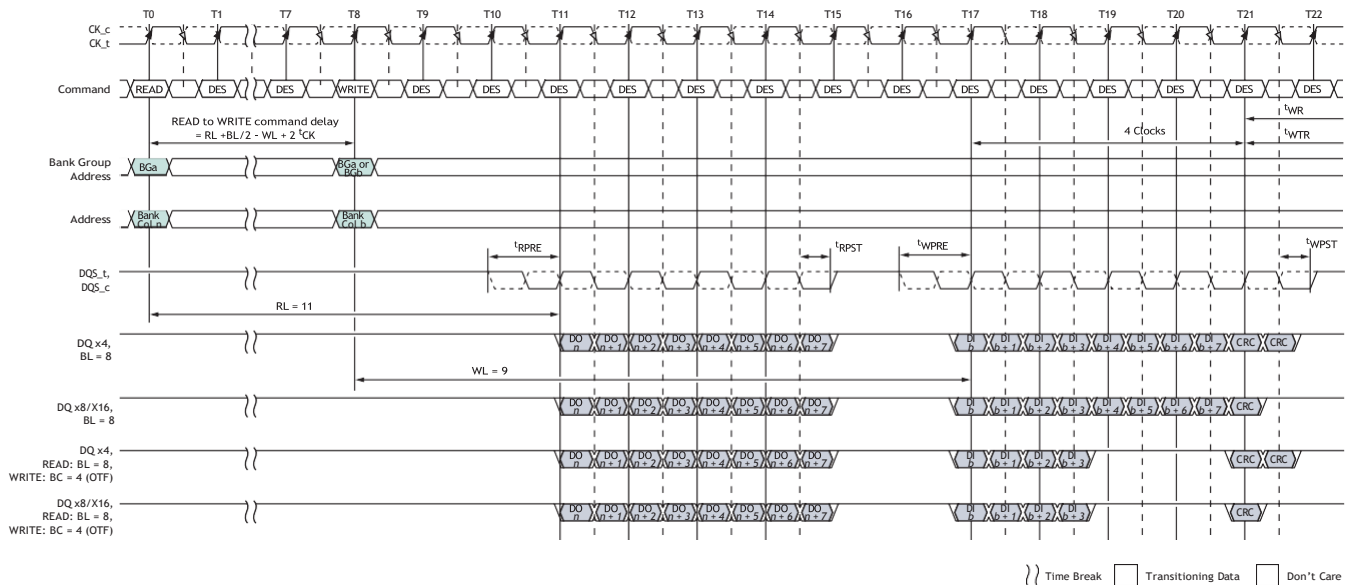 T0 T1 T7 T8 T9 T10 T11 T12 T13 T14 T15 T16 T17 T18 T19 T20 T21 T22
CK_c
CK_t
Command READ DES DES WRITE DES DES DES DES DES DES DES DES DES DES DES DES DES DES
READ to WRITE command delay
= RL +BL/2 - WL + 2 tCK
4 Clocks
tWR
tWTR
Bank Group
Address
BGa
BGa or
BGb
Address
Bank
Col n
Bank
Col b
tRPRE tRPST tWPRE tWPST
DQS_t,
DQS_c
RL = 11
DQ x4,
BL = 8
DO n DO n + 1 DO n + 2 DO n + 3 DO n + 4 DO n + 5 DO n + 6 DO n + 7 DI b DI b + 1 DI b + 2 DI b + 3 DI b + 4 DI b + 5 DI b + 6 DI b + 7 CRC CRC
WL = 9
DQ x8/X16,
BL = 8
DO n DO n + 1 DO n + 2 DO n + 3 DO n + 4 DO n + 5 DO n + 6 DO n + 7 DI b DI b + 1 DI b + 2 DI b + 3 DI b + 4 DI b + 5 DI b + 6 DI b + 7 CRC
DQ x4,
READ: BL = 8,
WRITE: BC = 4 (OTF)
DO n DO n + 1 DO n + 2 DO n + 3 DO n + 4 DO n + 5 DO n + 6 DO n + 7 DI b DI b + 1 DI b + 2 DI b + 3 CRC CRC
DQ x8/X16,
READ: BL = 8,
WRITE: BC = 4 (OTF)
DO n DO n + 1 DO n + 2 DO n + 3 DO n + 4 DO n + 5 DO n + 6 DO n + 7 DI b DI b + 1 DI b + 2 DI b + 3 CRC
Time Break Transitioning Data Don't Care